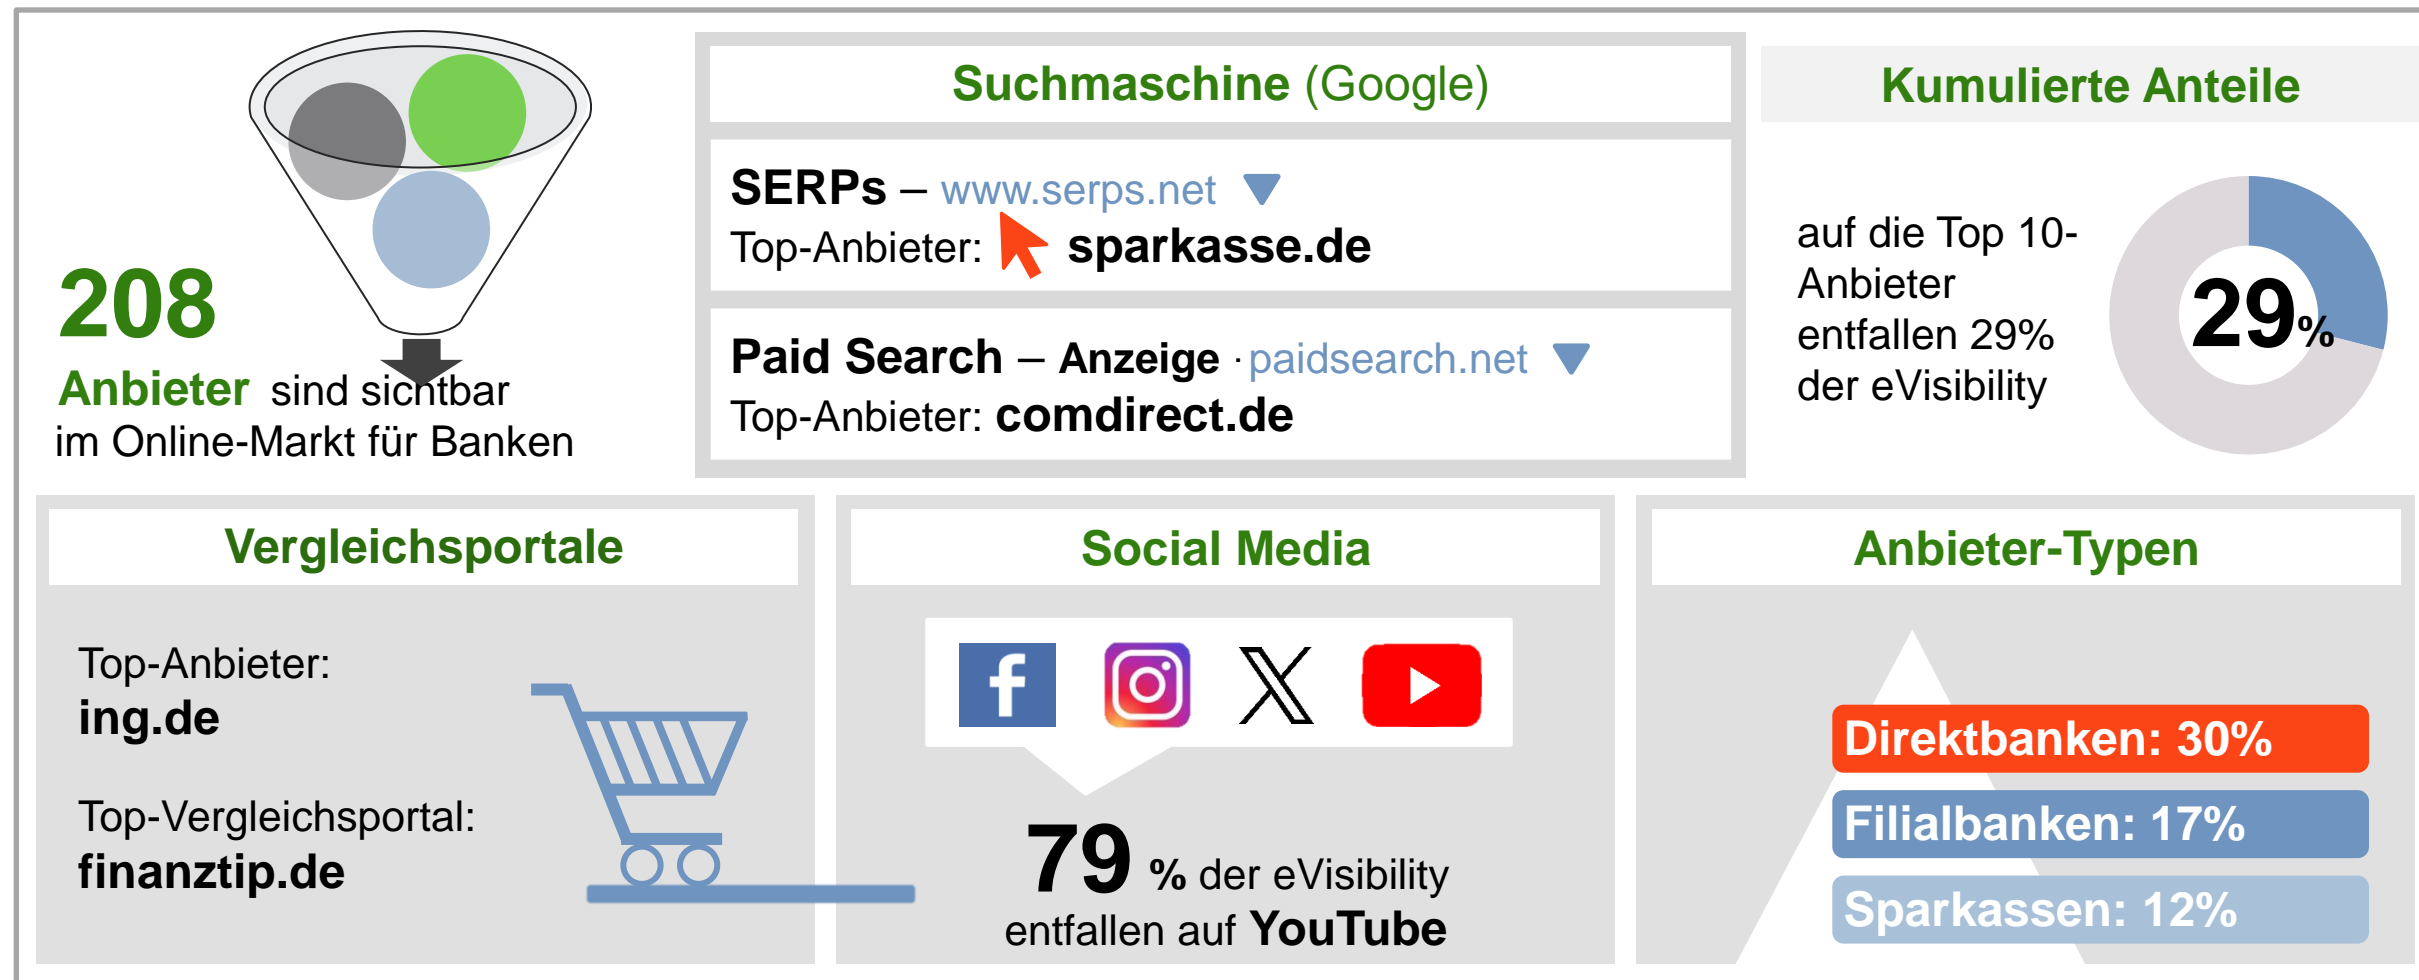 208
Anbieter sind sichtbar
im Online-Markt für Banken
Suchmaschine (Google)
SERPs – www.serps.net
Top-Anbieter: sparkasse.de
Paid Search – Anzeige · paidsearch.net
Top-Anbieter: comdirect.de
Kumulierte Anteile
auf die Top 10-
Anbieter
entfallen 29%
der eVisibility
29%
Vergleichsportale
Top-Anbieter:
ing.de
Top-Vergleichsportal:
finanztip.de
Social Media
79 % der eVisibility
entfallen auf YouTube
Anbieter-Typen
Direktbanken: 30%
Filialbanken: 17%
Sparkassen: 12%